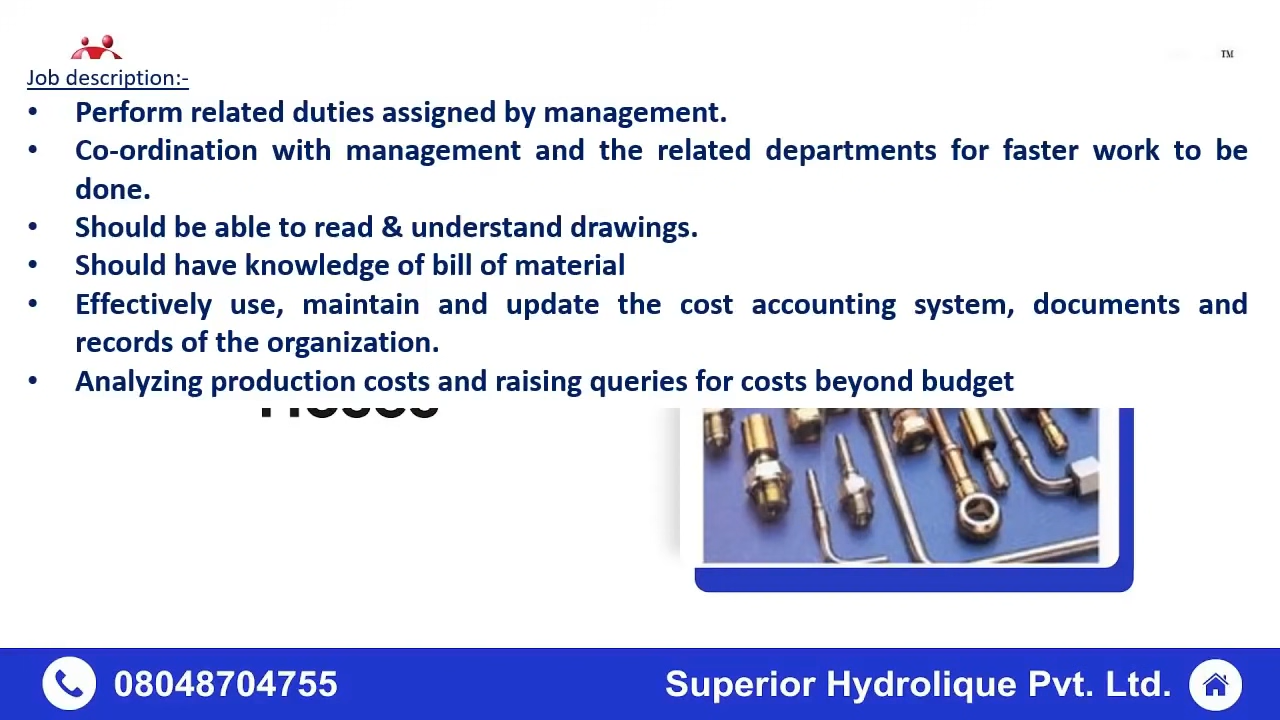 TM
Job description:-
• Perform related duties assigned by management.
• Co-ordination with management and the related departments for faster work to be
done.
• Should be able to read & understand drawings.
• Should have knowledge of bill of material
• Effectively use, maintain and update the cost accounting system, documents and
records of the organization.
• Analyzing production costs and raising queries for costs beyond budget
08048704755
Superior Hydrolique Pvt. Ltd.